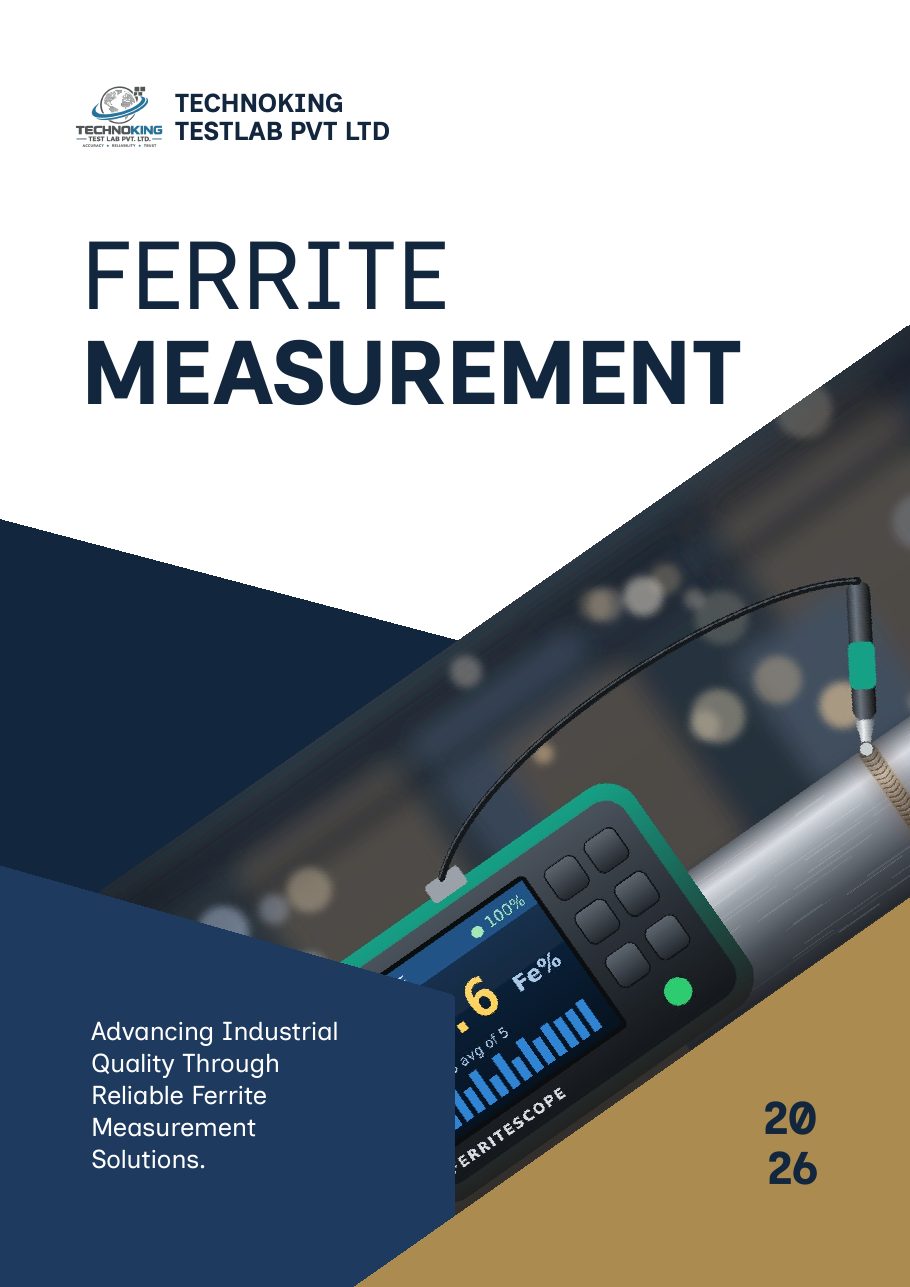 TECHNOKING
TEST LAB PVT. LTD.
ACCURACY • RELIABILITY • TRUST
TECHNOKING
TESTLAB PVT LTD
FERRITE
MEASUREMENT
100%
.6 Fe%
avg of 5
FERRITESCOPE
Advancing Industrial
Quality Through
Reliable Ferrite
Measurement
Solutions.
20
26